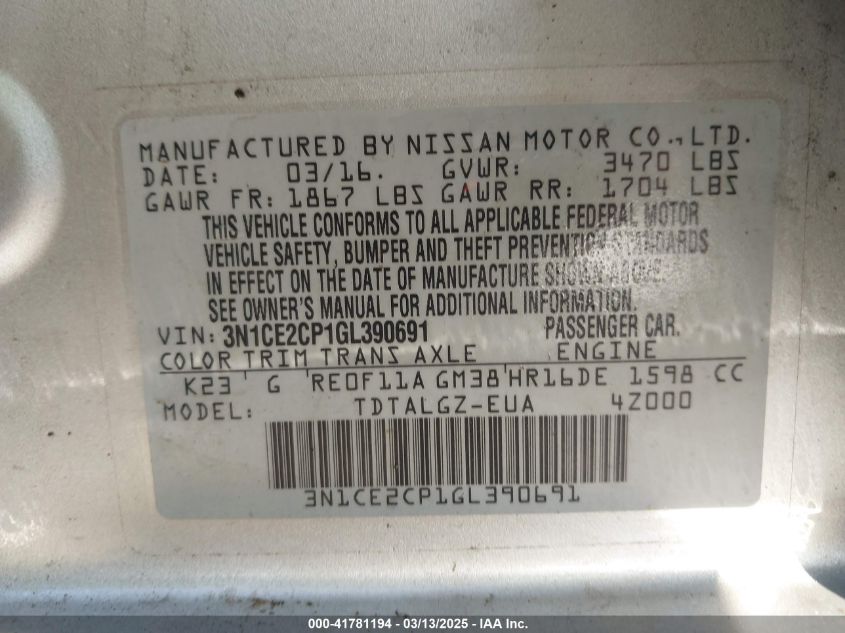 MANUFACTURED BY NISSAN MOTOR CO.,LTD.
DATE: 03/16. GVWR: 3470 LBS
GAWR FR: 1867 LBS GAWR RR: 1704 LBS
THIS VEHICLE CONFORMS TO ALL APPLICABLE FEDERAL MOTOR
VEHICLE SAFETY, BUMPER AND THEFT PREVENTION STANDARDS
IN EFFECT ON THE DATE OF MANUFACTURE SHOWN ABOVE.
SEE OWNER'S MANUAL FOR ADDITIONAL INFORMATION.
VIN: 3N1CE2CP1GL390691 PASSENGER CAR.
COLOR TRIM TRANS AXLE ENGINE
K23 G RE0F11A GM38 HR16DE 1598 CC
MODEL: TDTALGZ-EUA 4Z000
3N1CE2CP1GL390691
000-41781194 - 03/13/2025 - IAA Inc.